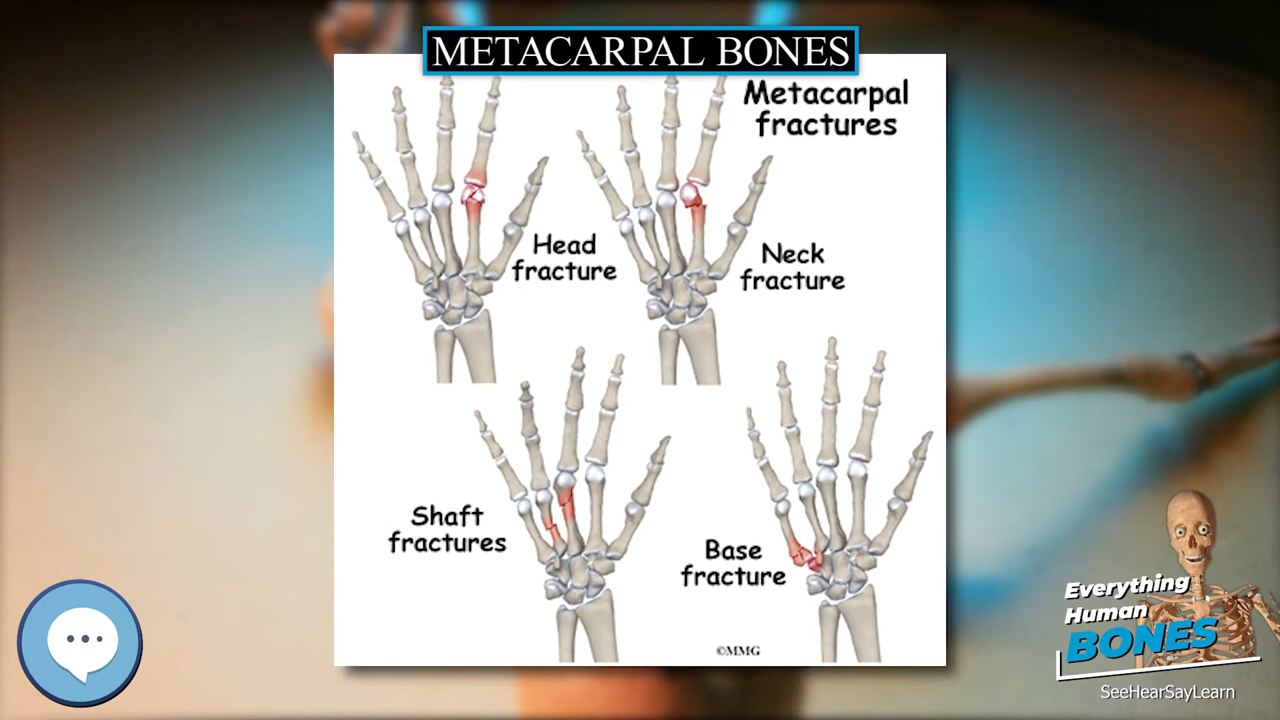 METACARPAL BONES
Metacarpal
fractures
Head
fracture
Neck
fracture
Shaft
fractures
Base
fracture
©MMG
Everything
Human
BONES
SeeHearSayLearn